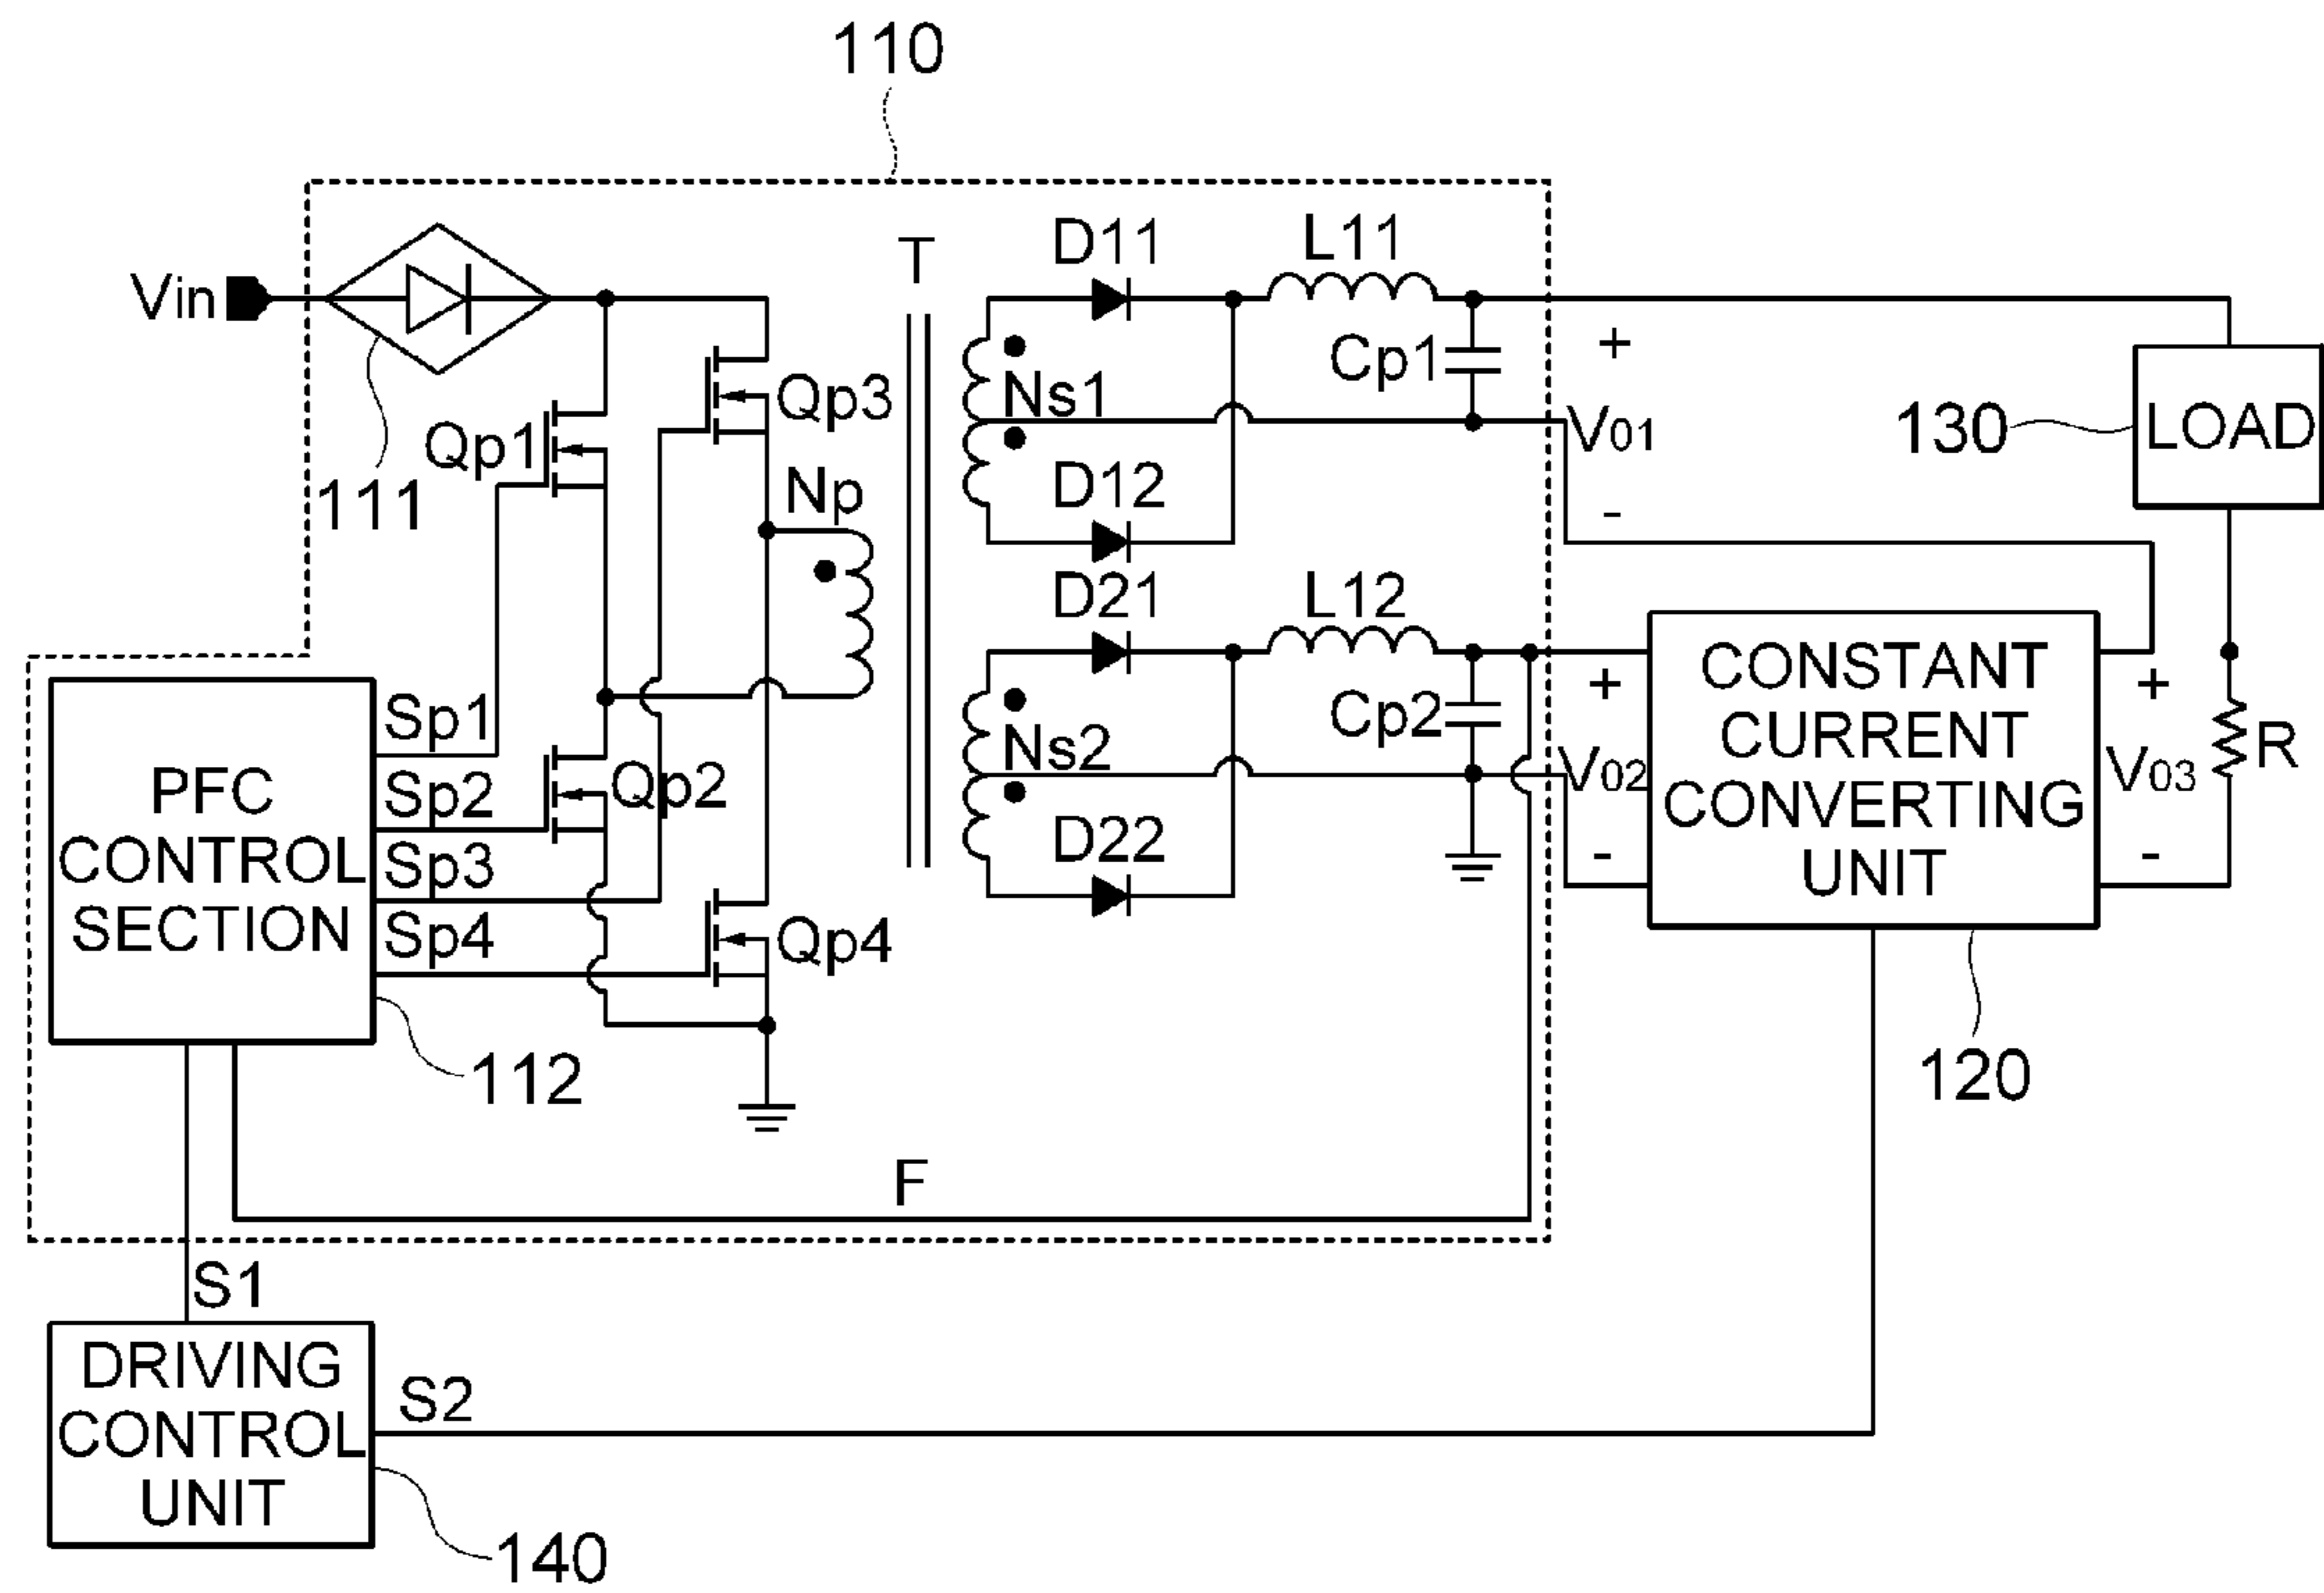 110
Vin
111
T
D11
L11
Qp1
Qp3
Np
Ns1
Cp1
D12
+
V01
-
130
LOAD
D21
L12
Ns2
Cp2
D22
+
V02
-
CONSTANT
CURRENT
CONVERTING
UNIT
+
V03
-
R
120
PFC
CONTROL
SECTION
Sp1
Sp2
Sp3
Sp4
Qp2
Qp4
112
F
S1
DRIVING
CONTROL
UNIT
S2
140